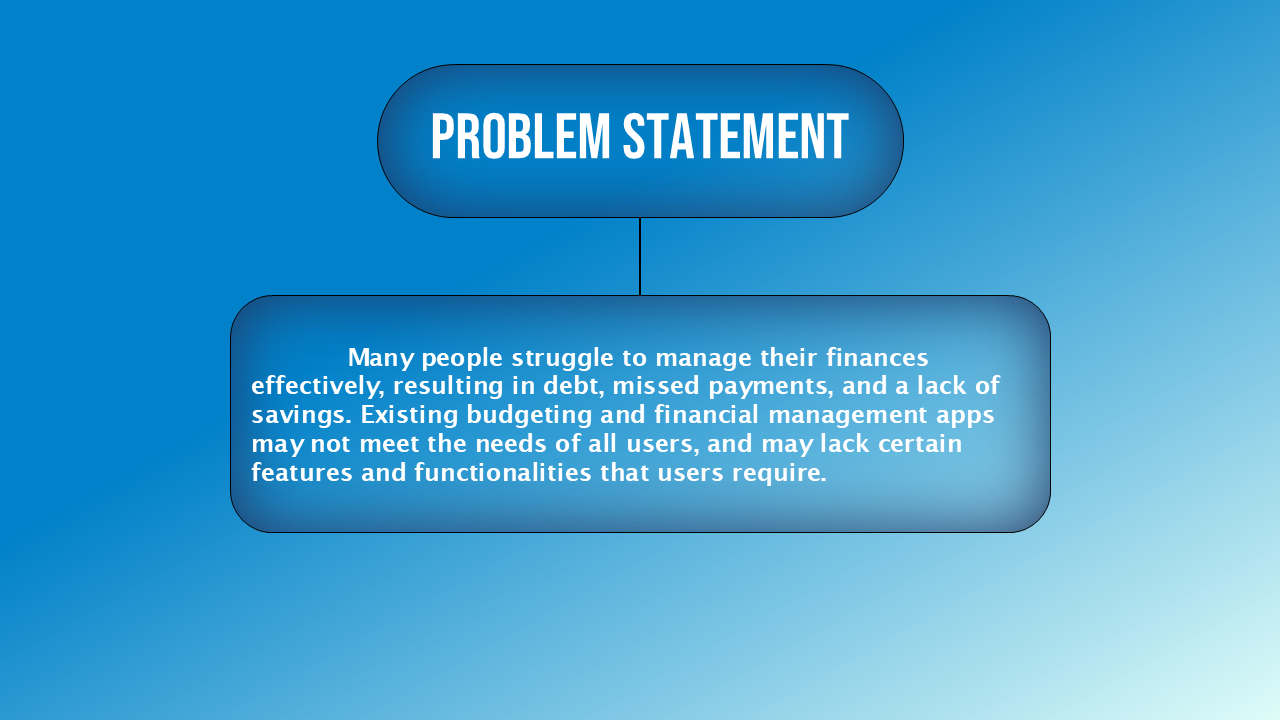 PROBLEM STATEMENT
Many people struggle to manage their finances
effectively, resulting in debt, missed payments, and a lack of
savings. Existing budgeting and financial management apps
may not meet the needs of all users, and may lack certain
features and functionalities that users require.